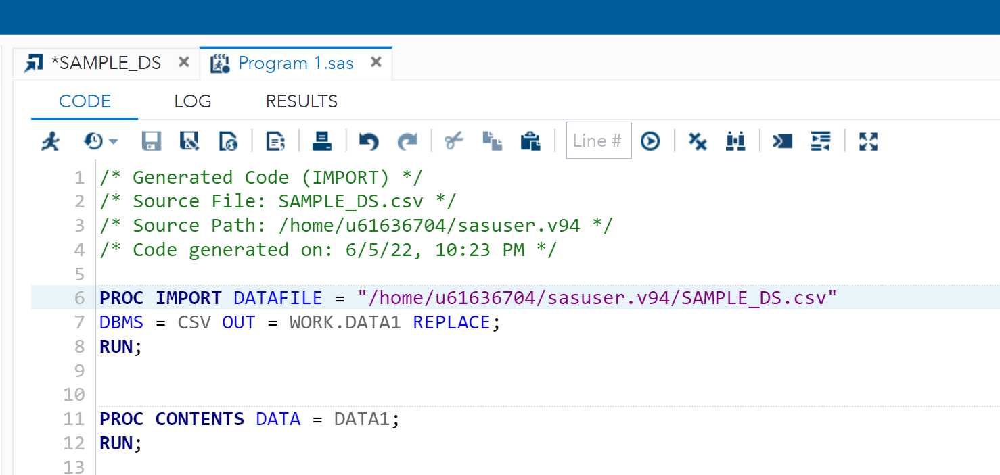 *SAMPLE_DS Program 1.sas
CODE LOG RESULTS
Line #
1 /* Generated Code (IMPORT) */
2 /* Source File: SAMPLE_DS.csv */
3 /* Source Path: /home/u61636704/sasuser.v94 */
4 /* Code generated on: 6/5/22, 10:23 PM */
5
6 PROC IMPORT DATAFILE = "/home/u61636704/sasuser.v94/SAMPLE_DS.csv"
7 DBMS = CSV OUT = WORK.DATA1 REPLACE;
8 RUN;
9
10
11 PROC CONTENTS DATA = DATA1;
12 RUN;
13